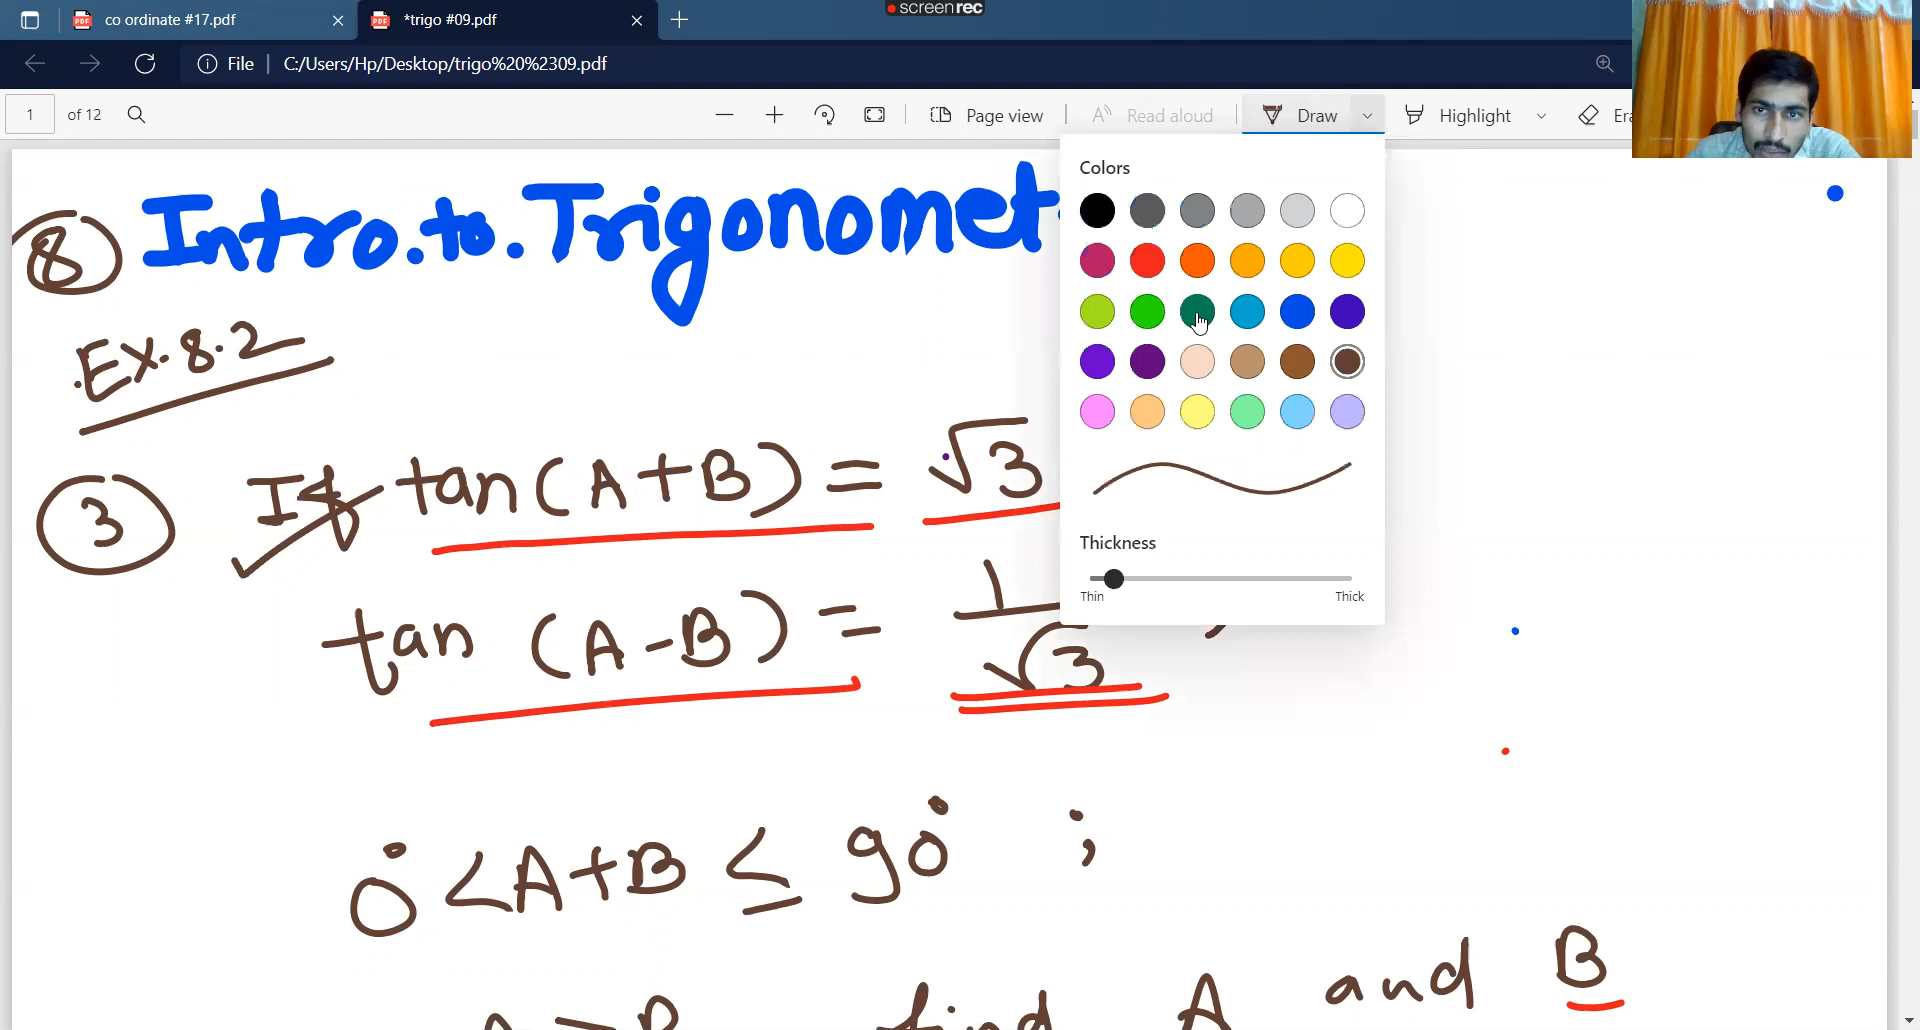 co ordinate #17.pdf
*trigo #09.pdf
screenrec
File
C:/Users/Hp/Desktop/trigo%20%2309.pdf
1 of 12
Page view
Read aloud
Draw
Highlight
Era
Colors
Thickness
Thin
Thick
8 Intro.to.Trigonomet
EX.8.2
3 If tan(A+B) = √3
tan (A-B) = 1/√3 ,
0° < A+B ≤ 90° ;
A > B find A and B